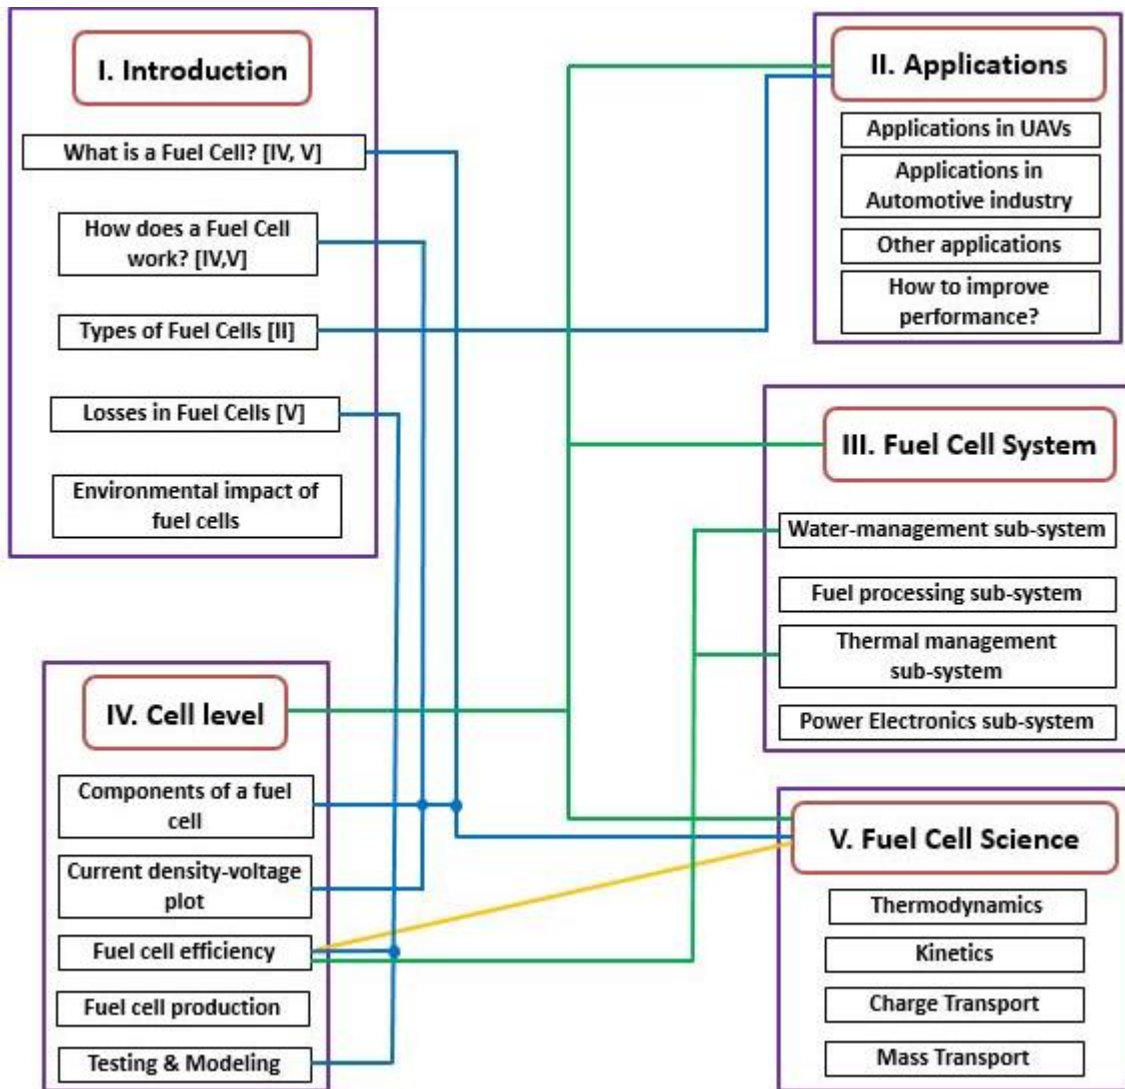 I. Introduction
What is a Fuel Cell? [IV, V]
How does a Fuel Cell
work? [IV,V]
Types of Fuel Cells [II]
Losses in Fuel Cells [V]
Environmental impact of
fuel cells
II. Applications
Applications in UAVs
Applications in
Automotive industry
Other applications
How to improve
performance?
III. Fuel Cell System
Water-management sub-system
Fuel processing sub-system
Thermal management
sub-system
Power Electronics sub-system
IV. Cell level
Components of a fuel
cell
Current density-voltage
plot
Fuel cell efficiency
Fuel cell production
Testing & Modeling
V. Fuel Cell Science
Thermodynamics
Kinetics
Charge Transport
Mass Transport